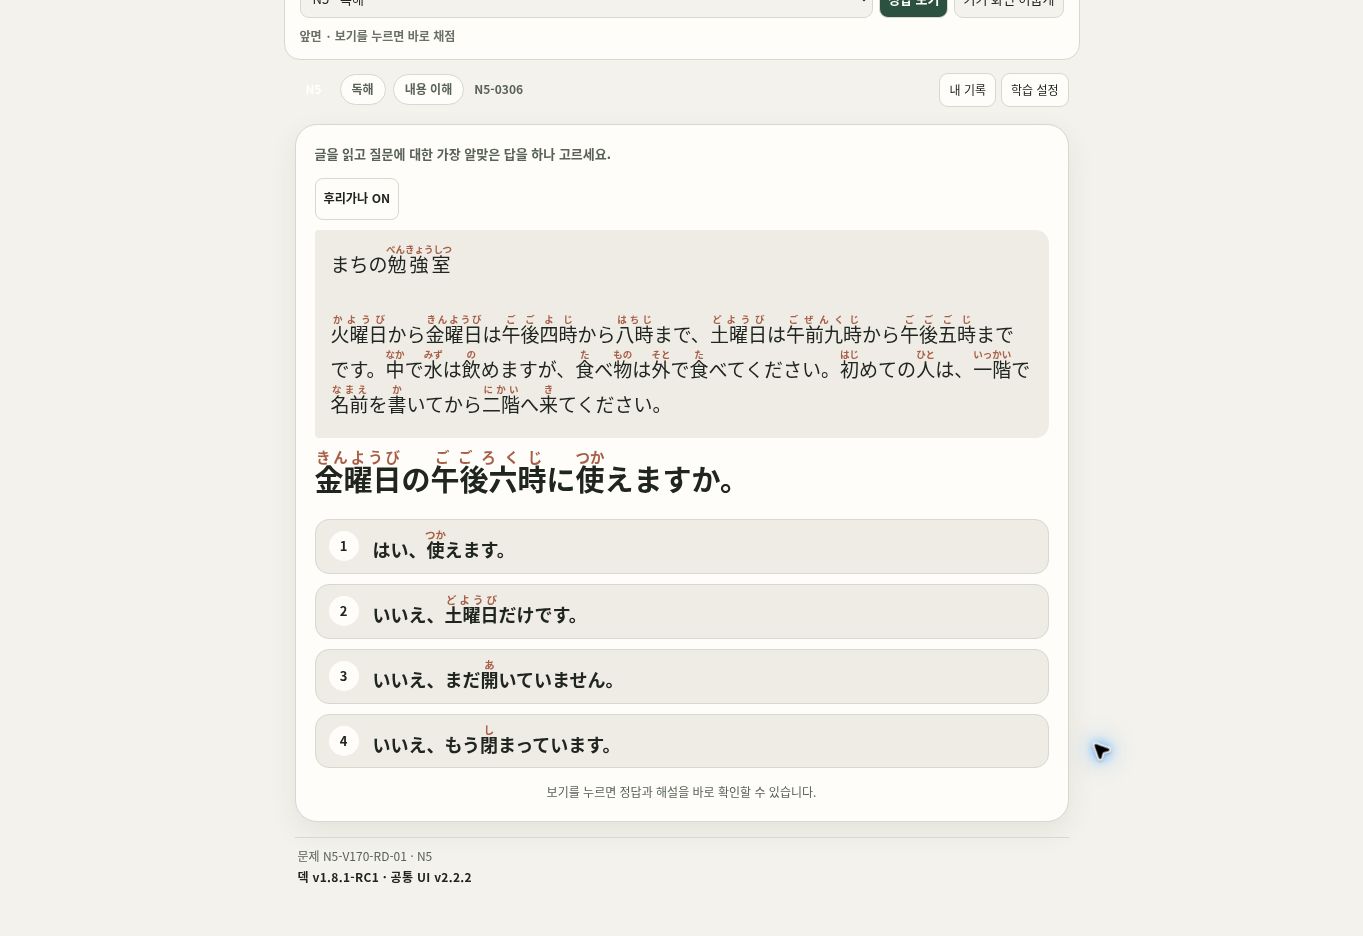 N5 · 독해 정답 보기 기기 화면 어둡게
앞면 · 보기를 누르면 바로 채점
N5 독해 내용 이해 N5-0306 내 기록 학습 설정
글을 읽고 질문에 대한 가장 알맞은 답을 하나 고르세요.
후리가나 ON
べんきょうしつ
まちの勉強室
かようび きんようび ごごよじ はちじ どようび ごぜんくじ ごごごじ
火曜日から金曜日は午後四時から八時まで、土曜日は午前九時から午後五時まで
なか みず の た もの そと た はじ ひと いっかい
です。中で水は飲めますが、食べ物は外で食べてください。初めての人は、一階で
なまえ か にかい き
名前を書いてから二階へ来てください。
きんようび ごごろくじ つか
金曜日の午後六時に使えますか。
つか
1 はい、使えます。
どようび
2 いいえ、土曜日だけです。
あ
3 いいえ、まだ開いていません。
し
4 いいえ、もう閉まっています。
보기를 누르면 정답과 해설을 바로 확인할 수 있습니다.
문제 N5-V170-RD-01 · N5
덱 v1.8.1-RC1 · 공통 UI v2.2.2